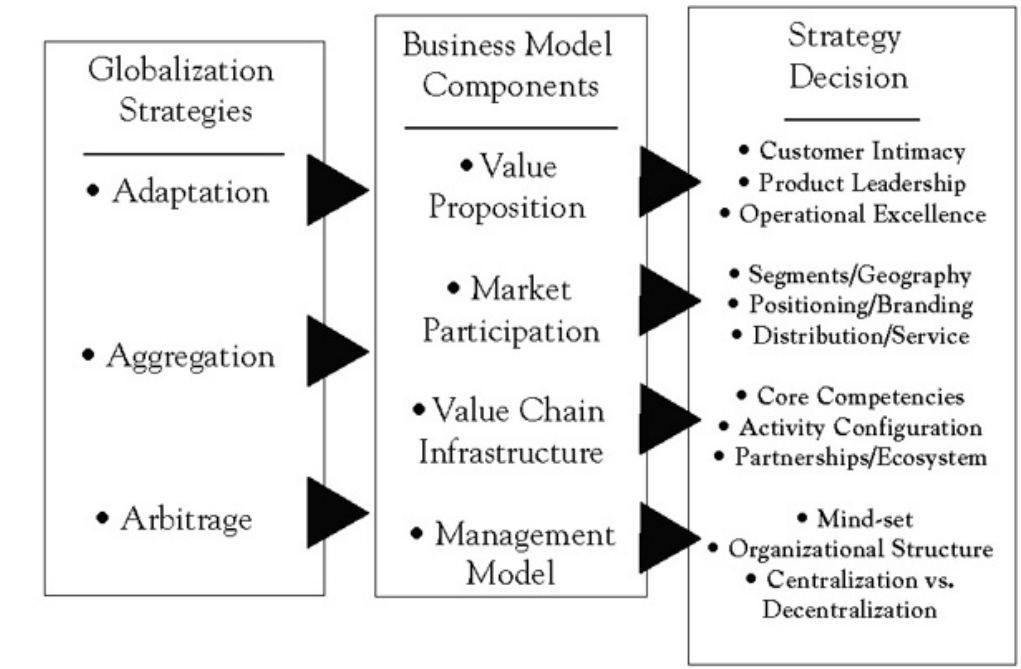 Globalization
Strategies
• Adaptation
• Aggregation
• Arbitrage
Business Model
Components
• Value
Proposition
• Market
Participation
• Value Chain
Infrastructure
• Management
Model
Strategy
Decision
• Customer Intimacy
• Product Leadership
• Operational Excellence
• Segments/Geography
• Positioning/Branding
• Distribution/Service
• Core Competencies
• Activity Configuration
• Partnerships/Ecosystem
• Mind-set
• Organizational Structure
• Centralization vs.
Decentralization